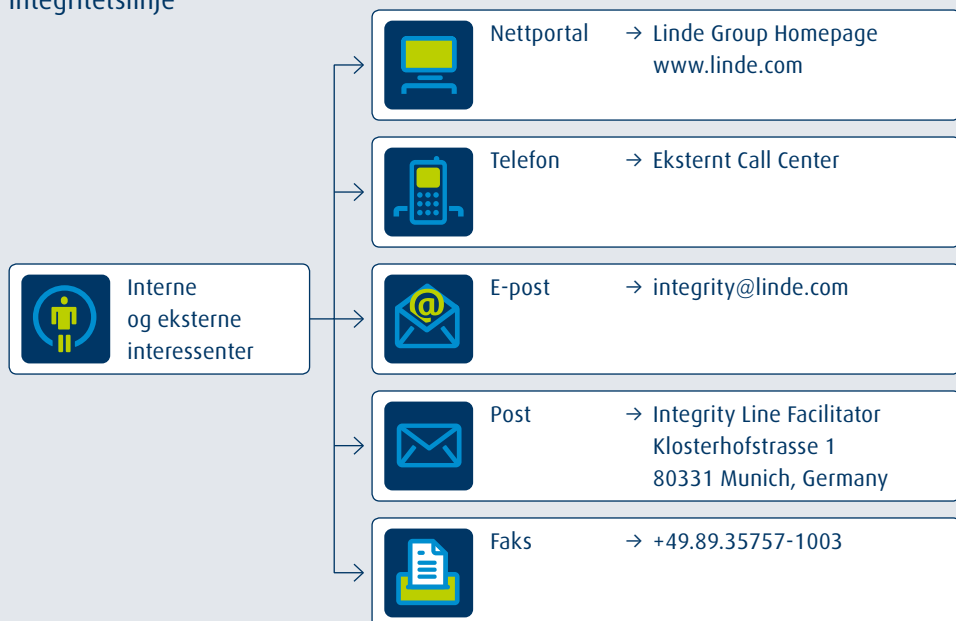 Integritetslinje
Nettportal → Linde Group Homepage
www.linde.com
Telefon → Eksternt Call Center
Interne
og eksterne
interessenter
E-post → integrity@linde.com
Post → Integrity Line Facilitator
Klosterhofstrasse 1
80331 Munich, Germany
Faks → +49.89.35757-1003